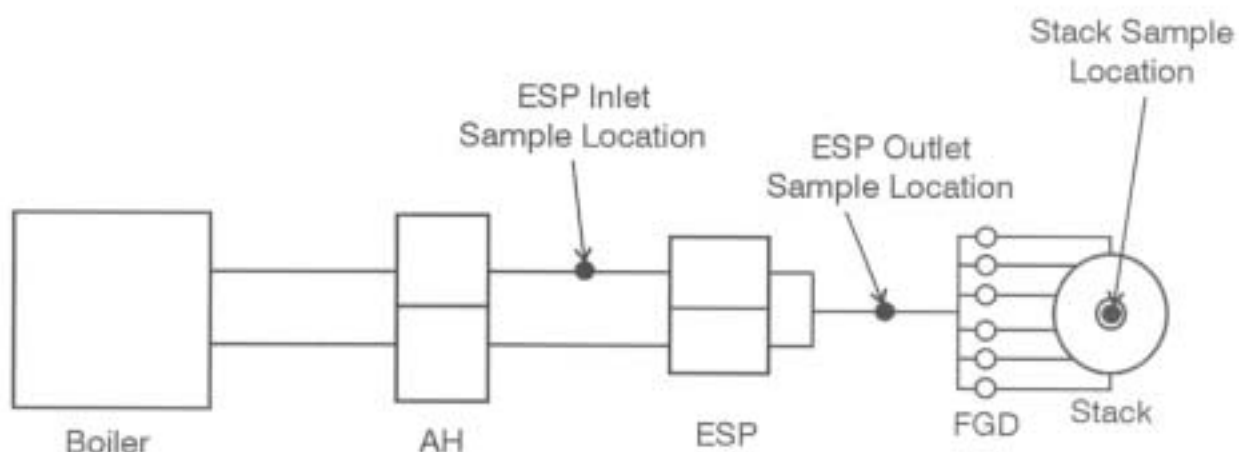 Stack Sample
Location
ESP Inlet
Sample Location
ESP Outlet
Sample Location
Boiler
AH
ESP
FGD
Stack